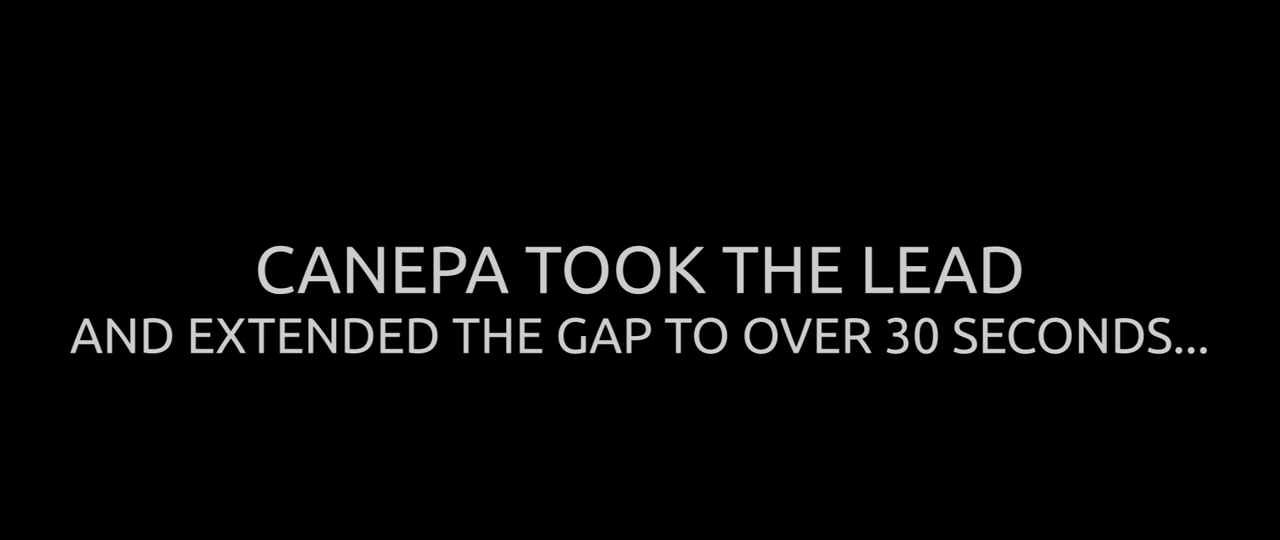 CANEPA TOOK THE LEAD
AND EXTENDED THE GAP TO OVER 30 SECONDS...